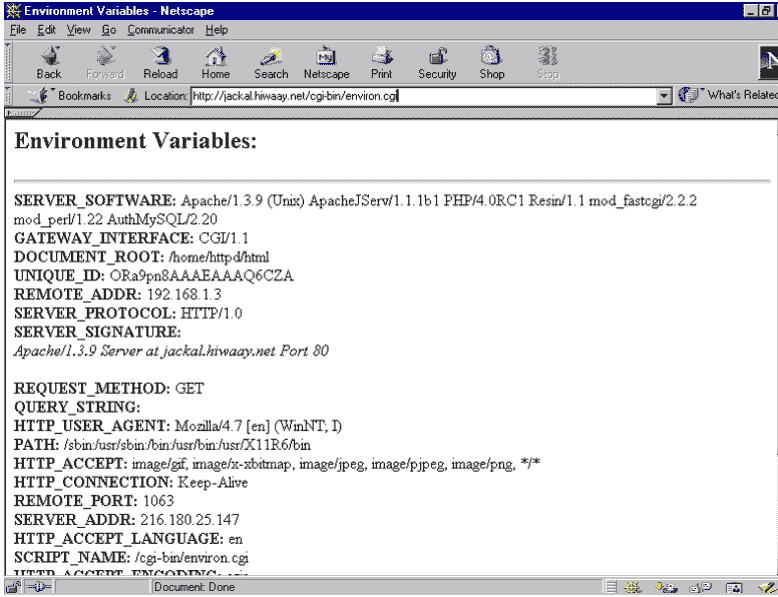 Environment Variables - Netscape
File Edit View Go Communicator Help
Back Forward Reload Home Search Netscape Print Security Shop Stop
Bookmarks Location: http://jackal.hiwaay.net/cgi-bin/environ.cgi What's Related
Environment Variables:
SERVER_SOFTWARE: Apache/1.3.9 (Unix) ApacheJServ/1.1.1b1 PHP/4.0RC1 Resin/1.1 mod_fastcgi/2.2.2
mod_perl/1.22 AuthMySQL/2.20
GATEWAY_INTERFACE: CGI/1.1
DOCUMENT_ROOT: /home/httpd/html
UNIQUE_ID: ORa9pn8AAAEAAAQ6CZA
REMOTE_ADDR: 192.168.1.3
SERVER_PROTOCOL: HTTP/1.0
SERVER_SIGNATURE:
Apache/1.3.9 Server at jackal.hiwaay.net Port 80
REQUEST_METHOD: GET
QUERY_STRING:
HTTP_USER_AGENT: Mozilla/4.7 [en] (WinNT; I)
PATH: /sbin:/usr/sbin:/bin:/usr/bin:/usr/X11R6/bin
HTTP_ACCEPT: image/gif, image/x-xbitmap, image/jpeg, image/pjpeg, image/png, */*
HTTP_CONNECTION: Keep-Alive
REMOTE_PORT: 1063
SERVER_ADDR: 216.180.25.147
HTTP_ACCEPT_LANGUAGE: en
SCRIPT_NAME: /cgi-bin/environ.cgi
HTTP_ACCEPT_ENCODING: gzip
Document: Done